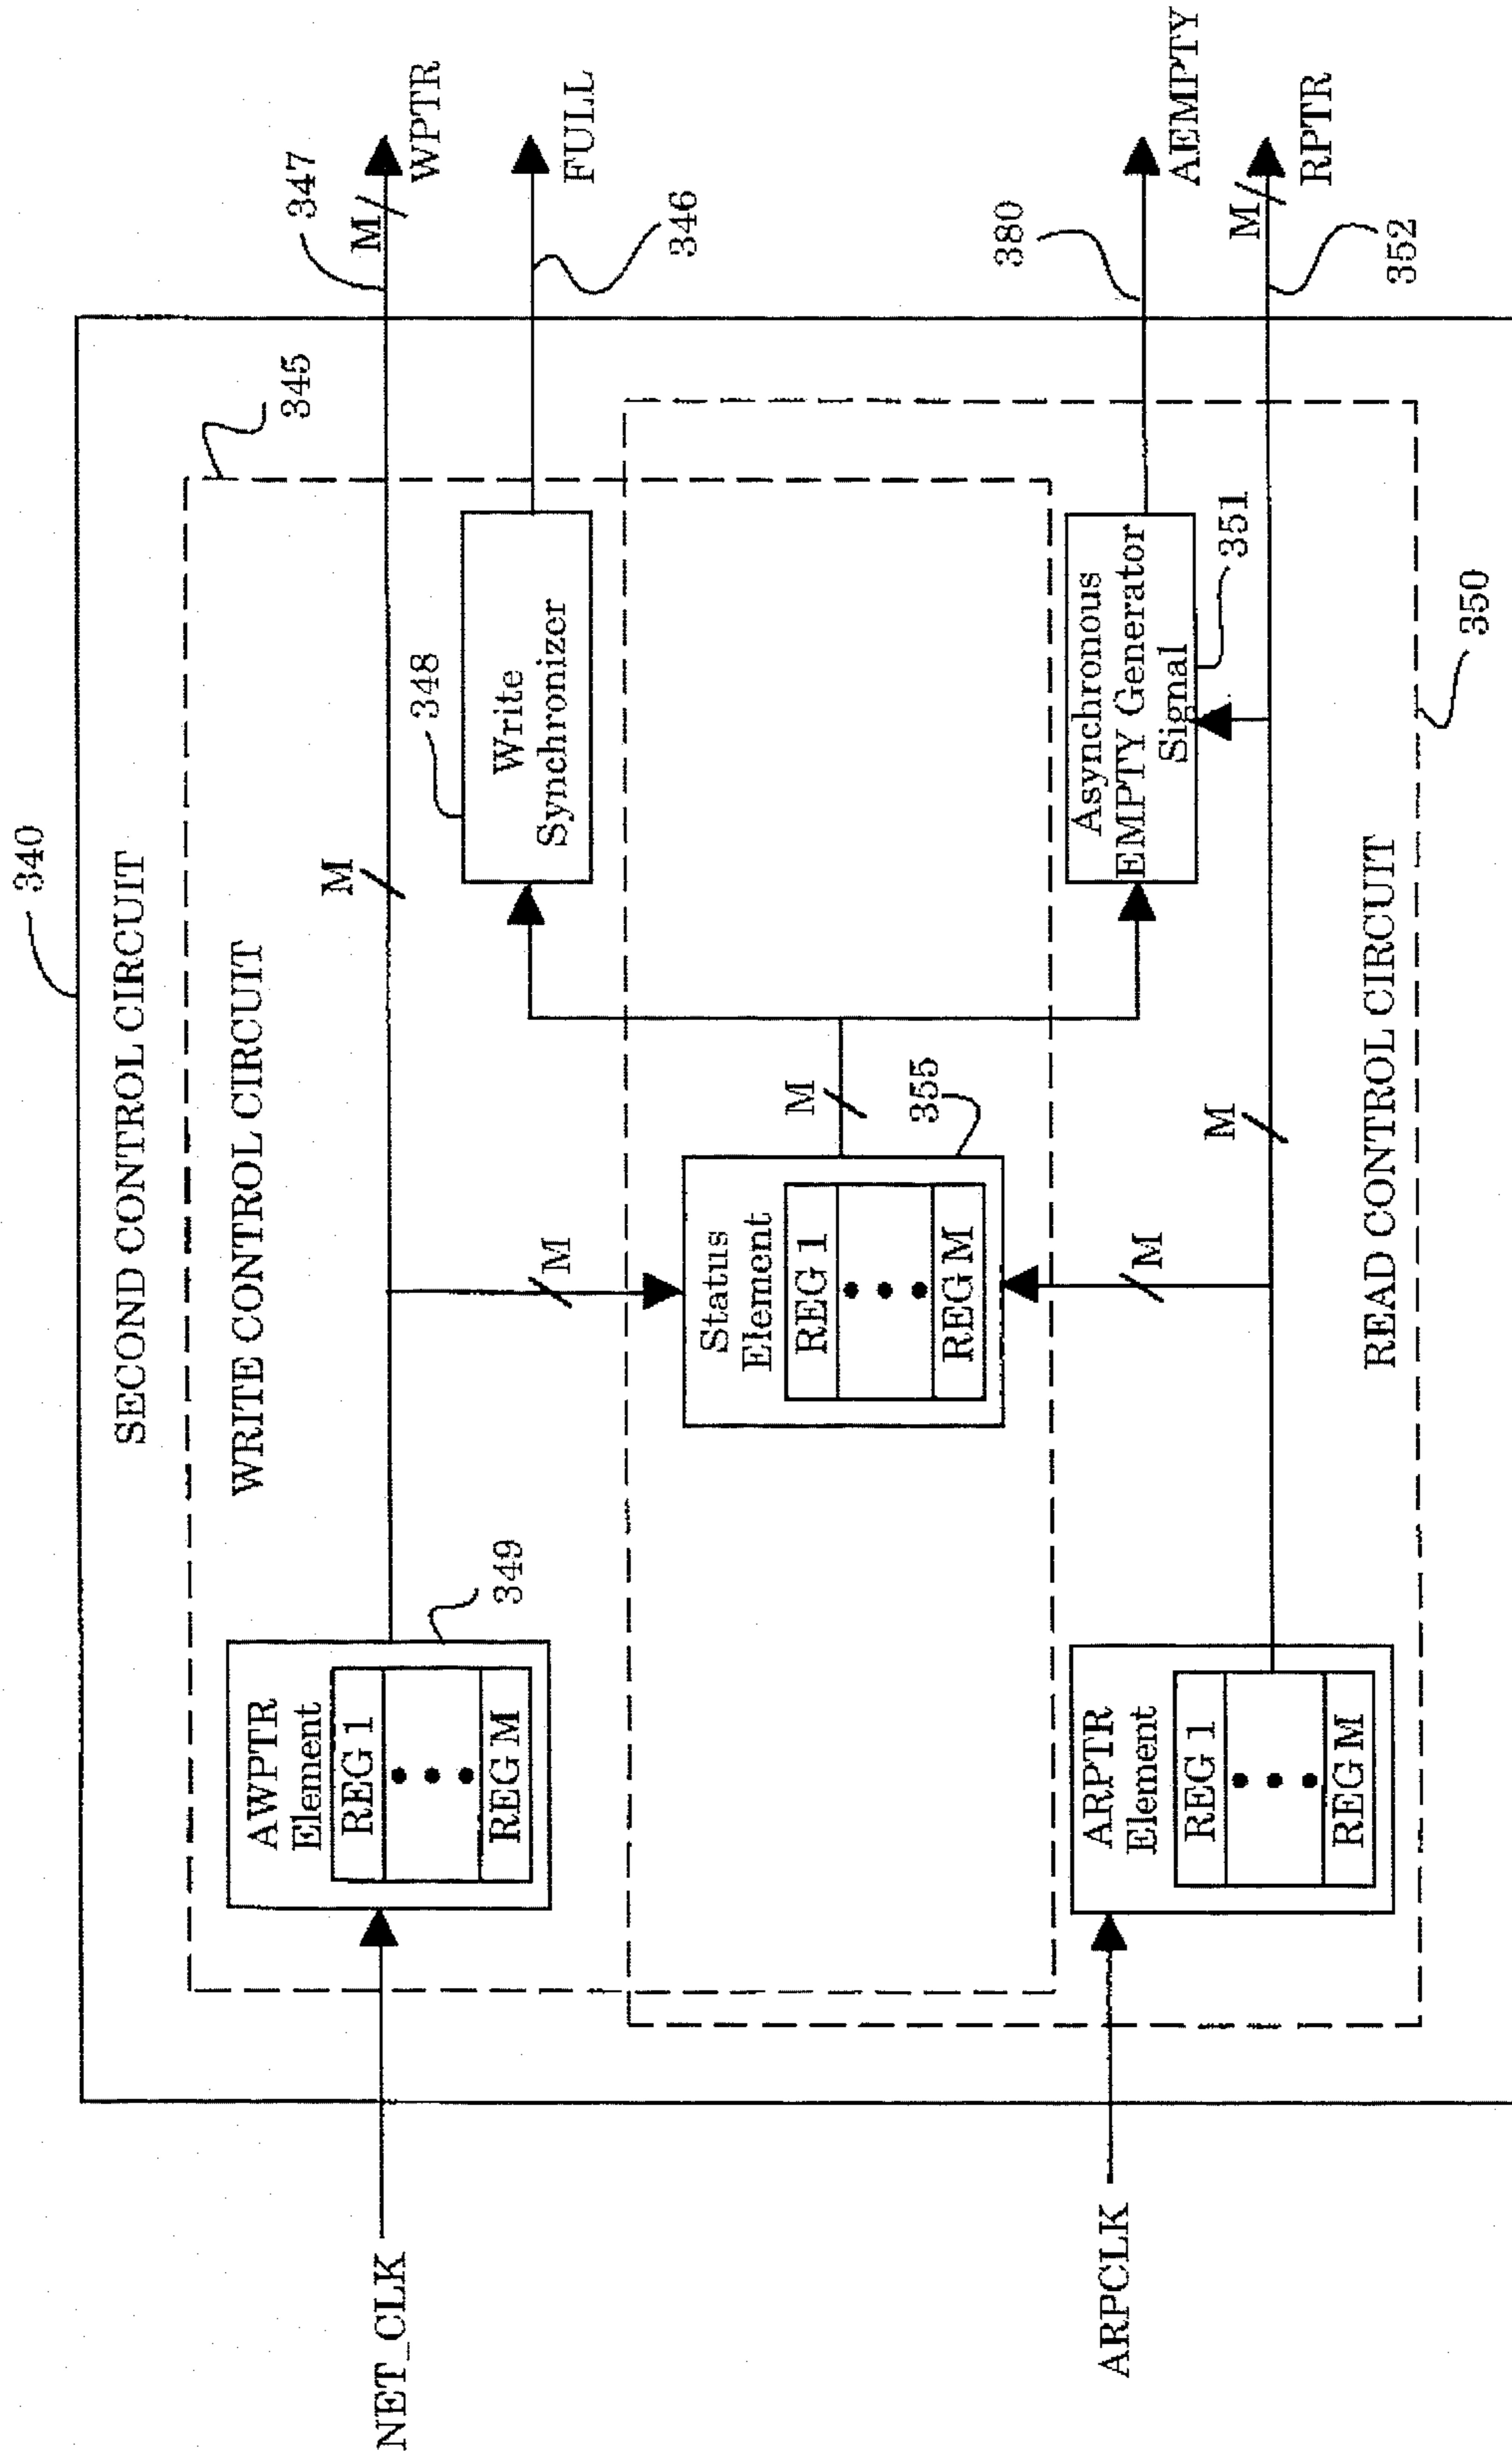 340
SECOND CONTROL CIRCUIT
345
WRITE CONTROL CIRCUIT
NET_CLK
AWPTR
Element
REG 1
REG M
349
M
347
M
WPTR
348
Write
Synchronizer
FULL
346
M
Status
Element
REG 1
REG M
355
M
M
ARPCLK
ARPTR
Element
REG 1
REG M
M
Asynchronous
EMPTY Generator
Signal
351
380
AEMPTY
M
RPTR
352
READ CONTROL CIRCUIT
350